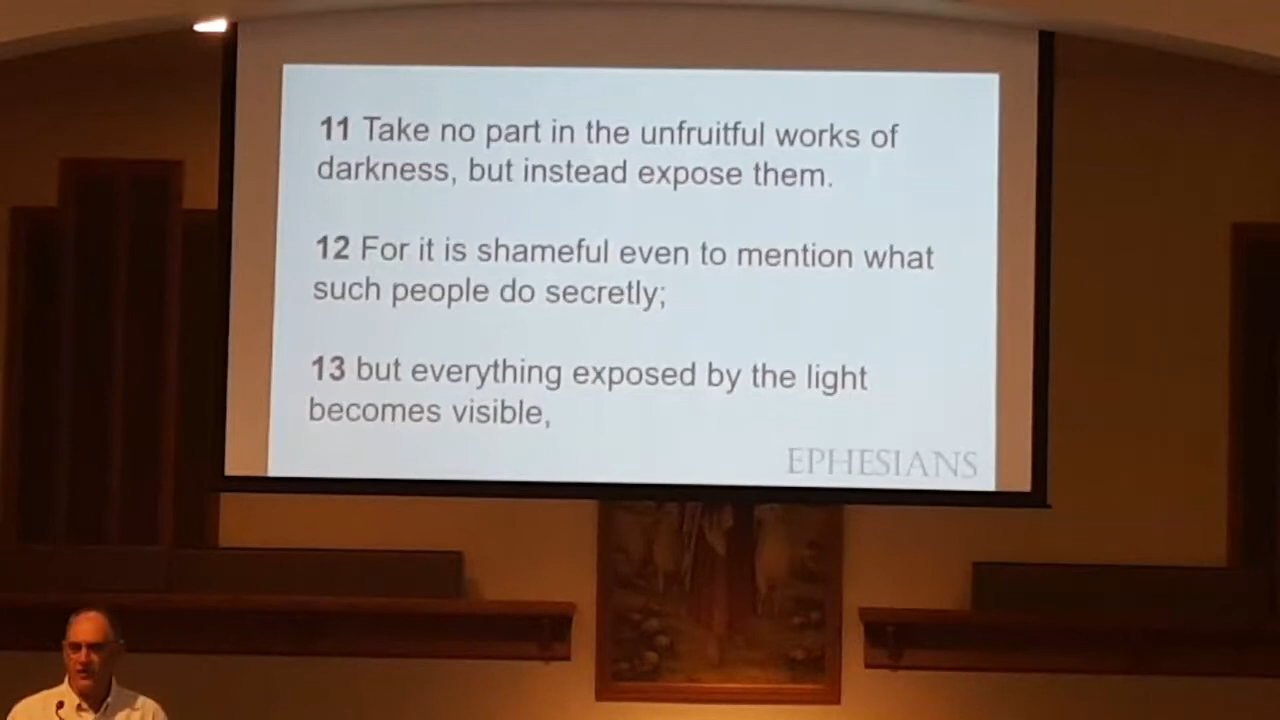 11 Take no part in the unfruitful works of
darkness, but instead expose them.
12 For it is shameful even to mention what
such people do secretly;
13 but everything exposed by the light
becomes visible,
EPHESIANS